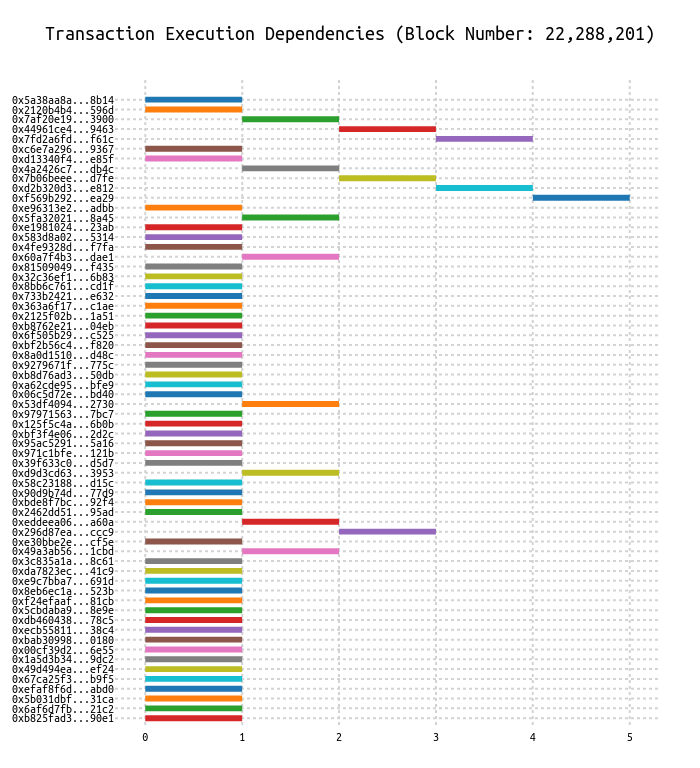 Transaction Execution Dependencies (Block Number: 22,288,201)
0x5a38aa8a...8b14
0x2120b4b4...596d
0x7af20e19...3900
0x44961ce4...9463
0x7fd2a6fd...f61c
0xc6e7a296...9367
0xd13340f4...e85f
0x4a2426c7...db4c
0x7b06beee...d7fe
0xd2b320d3...e812
0xf569b292...ea29
0xe96313e2...adbb
0x5fa32021...8a45
0xe1981024...23ab
0x583d8a02...5314
0x4fe9328d...f7fa
0x60a7f4b3...dae1
0x81509049...f435
0x32c36ef1...6b83
0x8bb6c761...cd1f
0x733b2421...e632
0x363a6f17...c1ae
0x2125f02b...1a51
0xb8762e21...04eb
0x6f505b29...c525
0xbf2b56c4...f820
0x8a0d1510...d48c
0x9279671f...775c
0xb8d76ad3...50db
0xa62cde95...bfe9
0x06c5d72e...bd40
0x53df4094...2730
0x97971563...7bc7
0x125f5c4a...6b0b
0xbf3f4e06...2d2c
0x95ac5291...5a16
0x971c1bfe...121b
0x39f633c0...d5d7
0xd9d3cd63...3953
0x58c23188...d15c
0x90d9b74d...77d9
0xbde8f7bc...92f4
0x2462dd51...95ad
0xeddeea06...a60a
0x296d87ea...ccc9
0xe30bbe2e...cf5e
0x49a3ab56...1cbd
0x3c835a1a...8c61
0xda7823ec...41c9
0xe9c7bba7...691d
0x8eb6ec1a...523b
0xf24efaaf...81cb
0x5cbdaba9...8e9e
0xdb460438...78c5
0xecb55811...38c4
0xbab30998...0180
0x00cf39d2...6e55
0x1a5d3b34...9dc2
0x49d494ea...ef24
0x67ca25f3...b9f5
0xefaf8f6d...abd0
0x5b031dbf...31ca
0x6af6d7fb...21c2
0xb825fad3...90e1
0 1 2 3 4 5